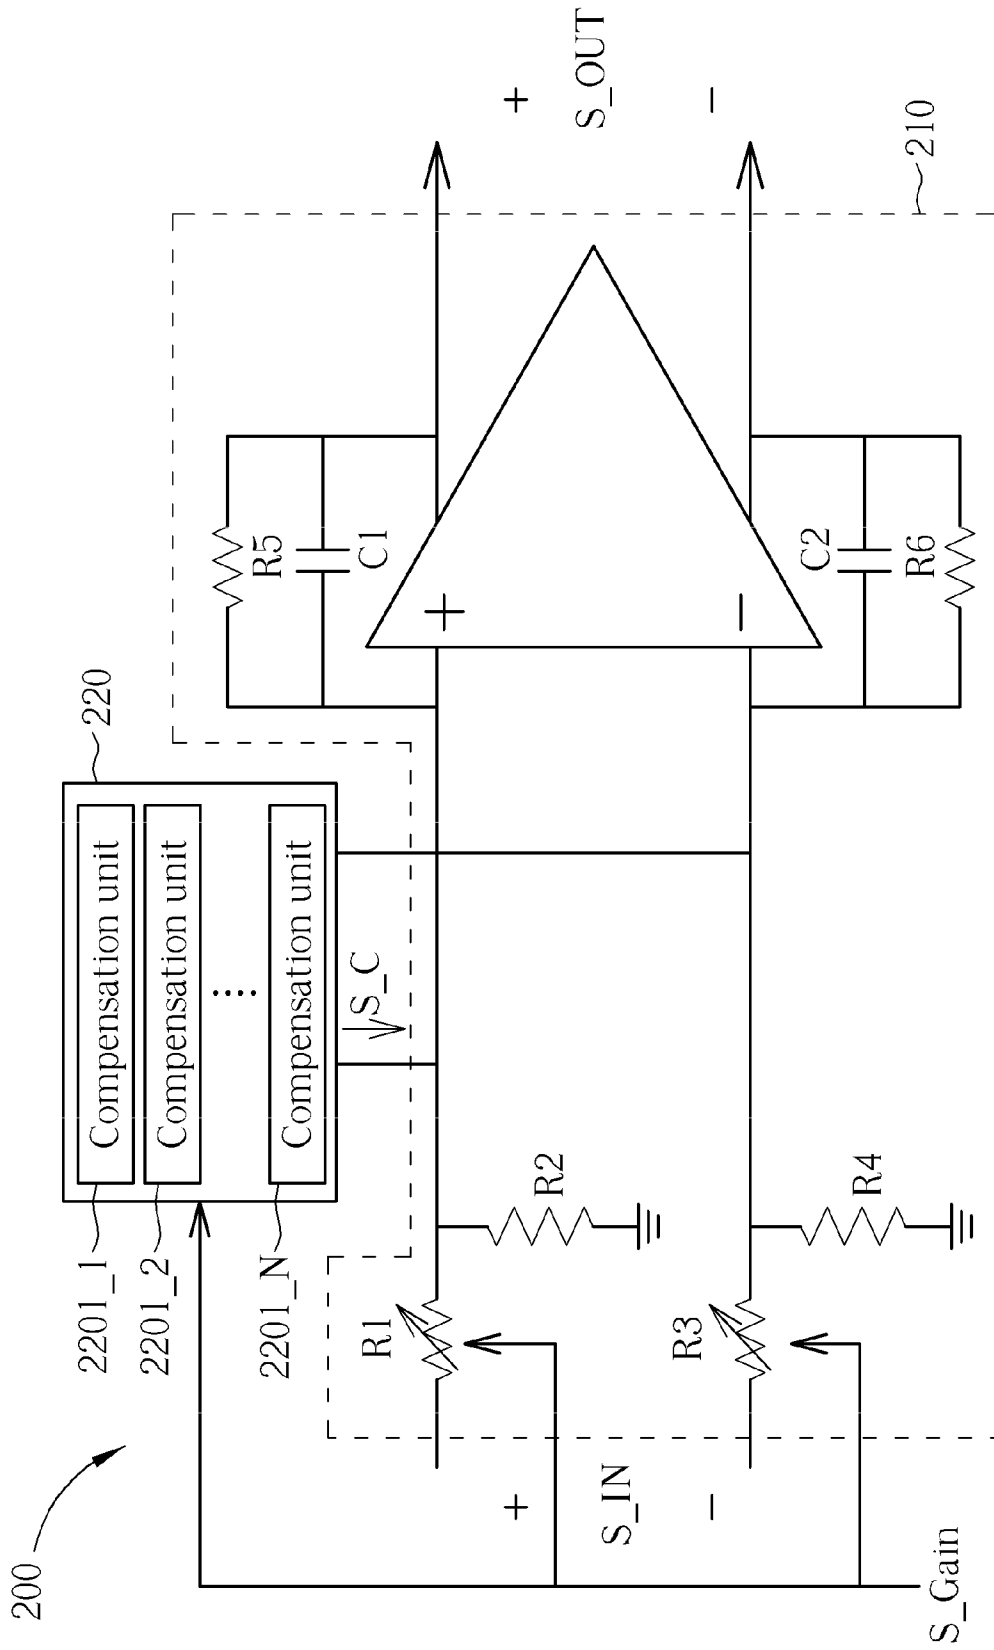 200
220
2201_1
Compensation unit
2201_2
Compensation unit
....
2201_N
Compensation unit
S_C
R5
C1
R1
R2
+
+
+
S_IN
S_OUT
−
−
−
R3
R4
C2
R6
210
S_Gain